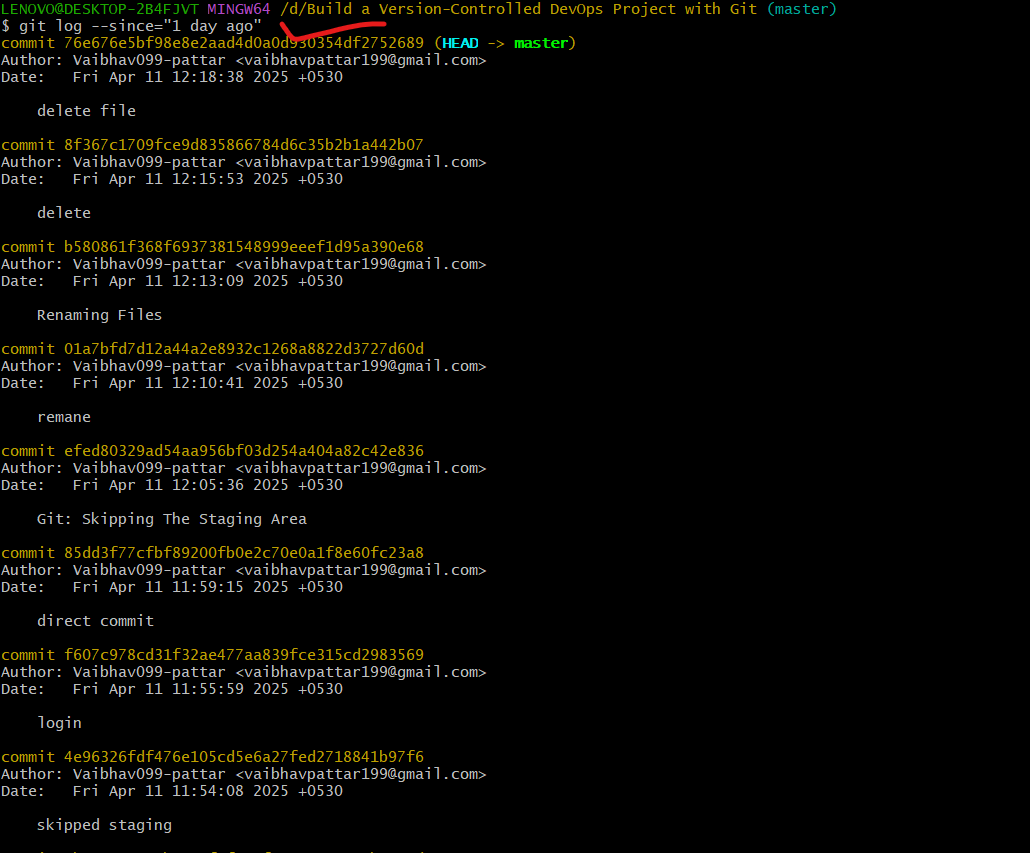 LENOVO@DESKTOP-2B4FJVT MINGW64 /d/Build a Version-Controlled DevOps Project with Git (master)
$ git log --since="1 day ago"
commit 76e676e5bf98e8e2aad4d0a0d930354df2752689 (HEAD -> master)
Author: Vaibhav099-pattar <vaibhavpattar199@gmail.com>
Date:   Fri Apr 11 12:18:38 2025 +0530
    delete file
commit 8f367c1709fce9d835866784d6c35b2b1a442b07
Author: Vaibhav099-pattar <vaibhavpattar199@gmail.com>
Date:   Fri Apr 11 12:15:53 2025 +0530
    delete
commit b580861f368f6937381548999eeef1d95a390e68
Author: Vaibhav099-pattar <vaibhavpattar199@gmail.com>
Date:   Fri Apr 11 12:13:09 2025 +0530
    Renaming Files
commit 01a7bfd7d12a44a2e8932c1268a8822d3727d60d
Author: Vaibhav099-pattar <vaibhavpattar199@gmail.com>
Date:   Fri Apr 11 12:10:41 2025 +0530
    remane
commit efed80329ad54aa956bf03d254a404a82c42e836
Author: Vaibhav099-pattar <vaibhavpattar199@gmail.com>
Date:   Fri Apr 11 12:05:36 2025 +0530
    Git: Skipping The Staging Area
commit 85dd3f77cfbf89200fb0e2c70e0a1f8e60fc23a8
Author: Vaibhav099-pattar <vaibhavpattar199@gmail.com>
Date:   Fri Apr 11 11:59:15 2025 +0530
    direct commit
commit f607c978cd31f32ae477aa839fce315cd2983569
Author: Vaibhav099-pattar <vaibhavpattar199@gmail.com>
Date:   Fri Apr 11 11:55:59 2025 +0530
    login
commit 4e96326fdf476e105cd5e6a27fed2718841b97f6
Author: Vaibhav099-pattar <vaibhavpattar199@gmail.com>
Date:   Fri Apr 11 11:54:08 2025 +0530
    skipped staging